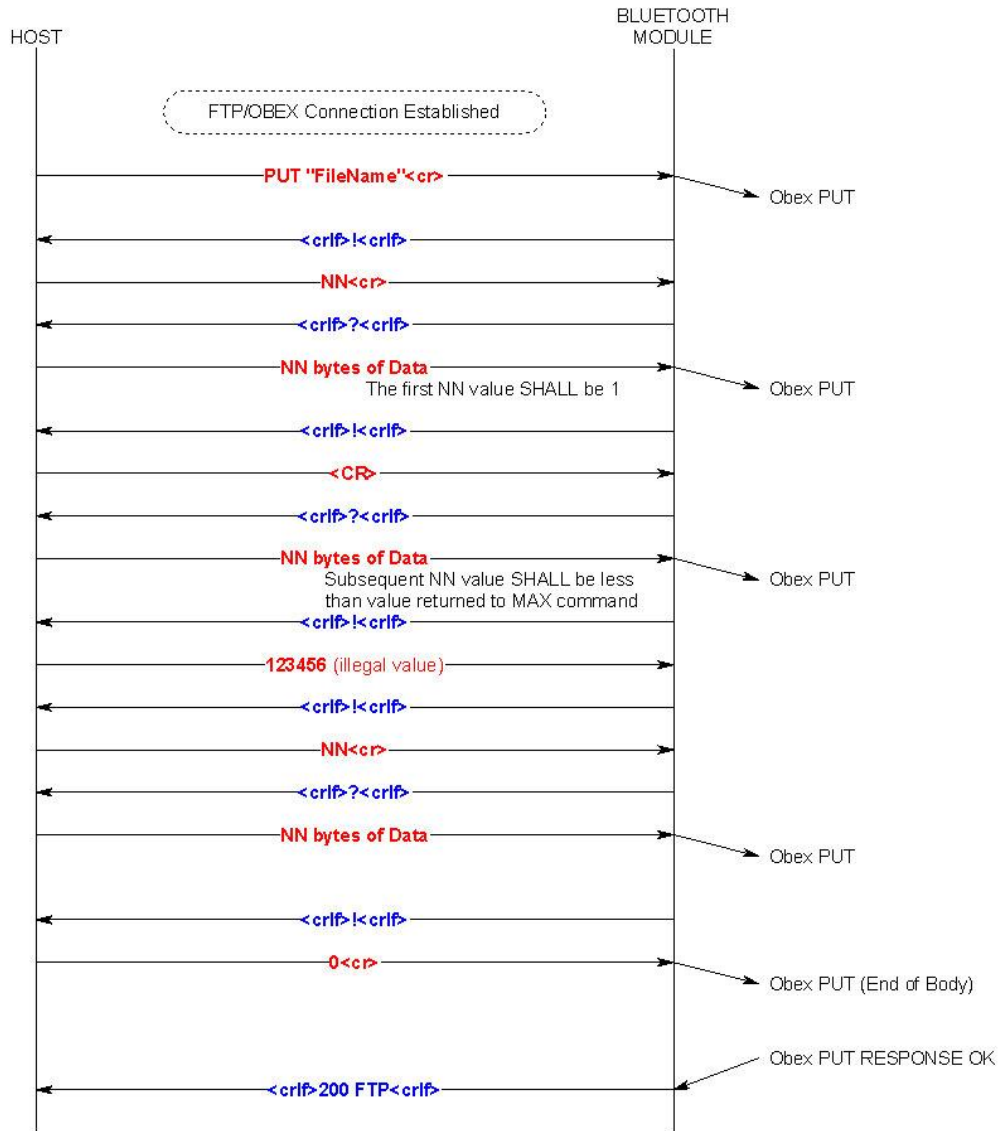 HOST
BLUETOOTH
MODULE
FTP/OBEX Connection Established
PUT "FileName"<cr>
Obex PUT
<crlf>!<crlf>
NN<cr>
<crlf>?<crlf>
NN bytes of Data
The first NN value SHALL be 1
Obex PUT
<crlf>!<crlf>
<CR>
<crlf>?<crlf>
NN bytes of Data
Obex PUT
Subsequent NN value SHALL be less
than value returned to MAX command
<crlf>!<crlf>
123456 (illegal value)
<crlf>!<crlf>
NN<cr>
<crlf>?<crlf>
NN bytes of Data
Obex PUT
<crlf>!<crlf>
0<cr>
Obex PUT (End of Body)
Obex PUT RESPONSE OK
<crlf>200 FTP<crlf>